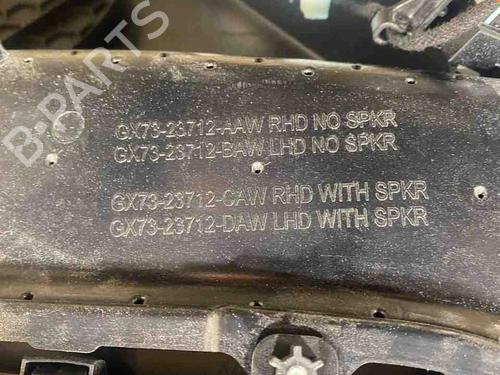 B-PARTS
GX73-23712-AAW RHD NO SPKR
GX73-23712-BAW LHD NO SPKR
GX73-23712-CAW RHD WITH SPKR
GX73-23712-DAW LHD WITH SPKR